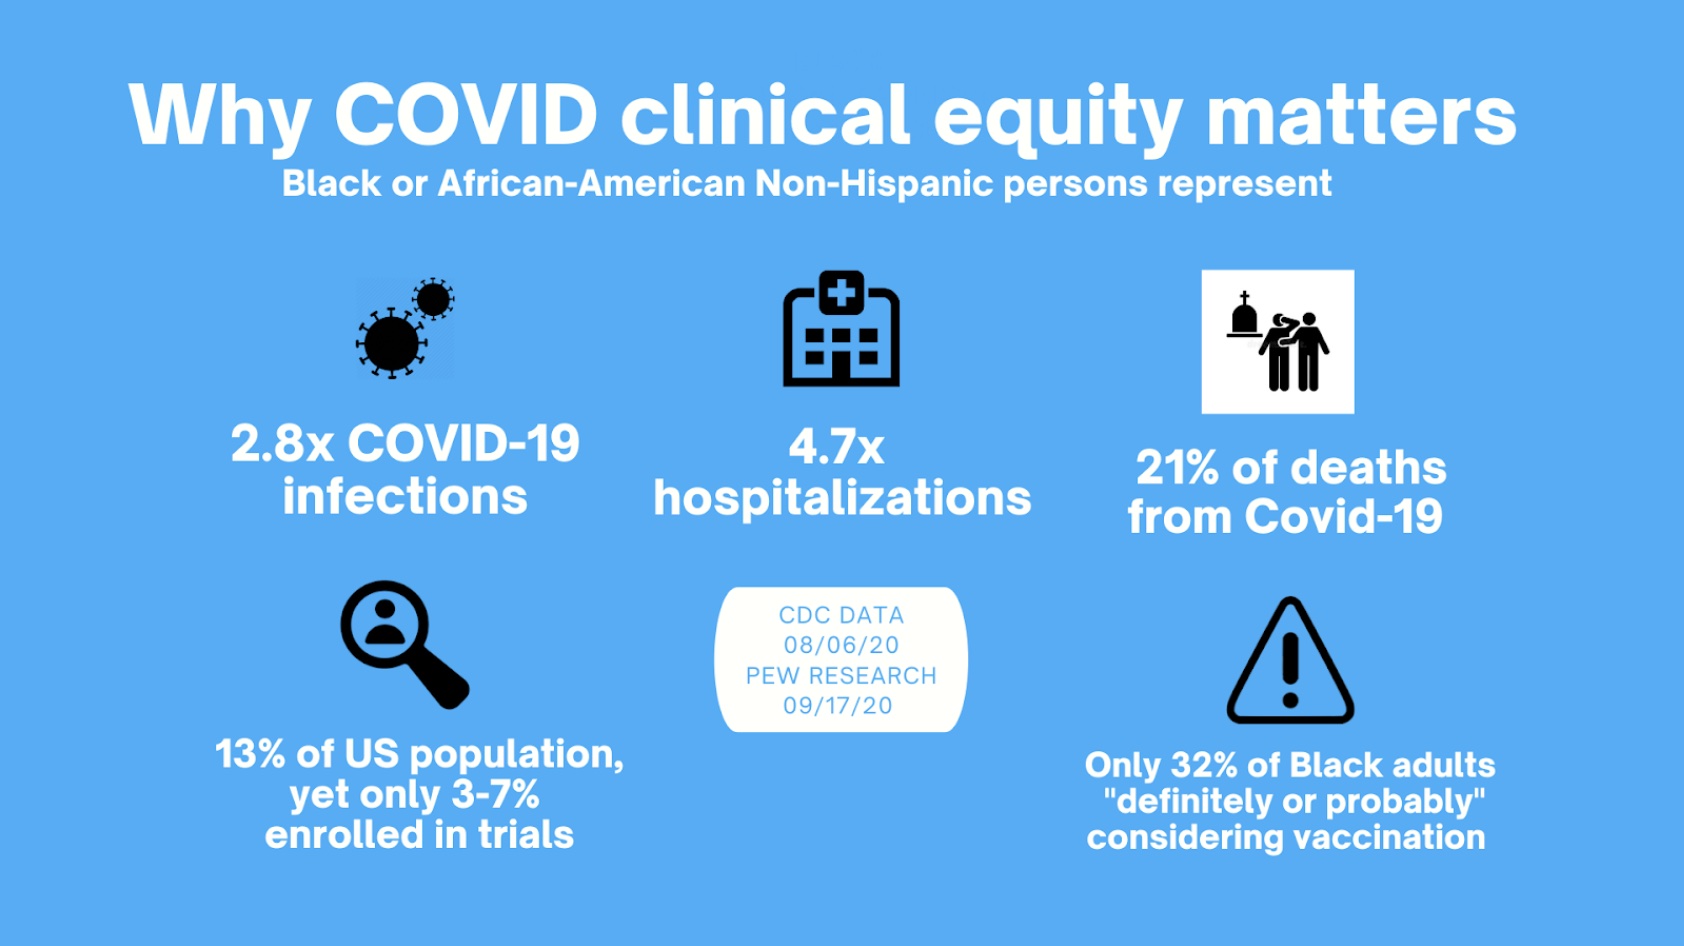 Why COVID clinical equity matters
Black or African-American Non-Hispanic persons represent
2.8x COVID-19
infections
4.7x
hospitalizations
21% of deaths
from Covid-19
13% of US population,
yet only 3-7%
enrolled in trials
CDC DATA
08/06/20
PEW RESEARCH
09/17/20
Only 32% of Black adults
"definitely or probably"
considering vaccination